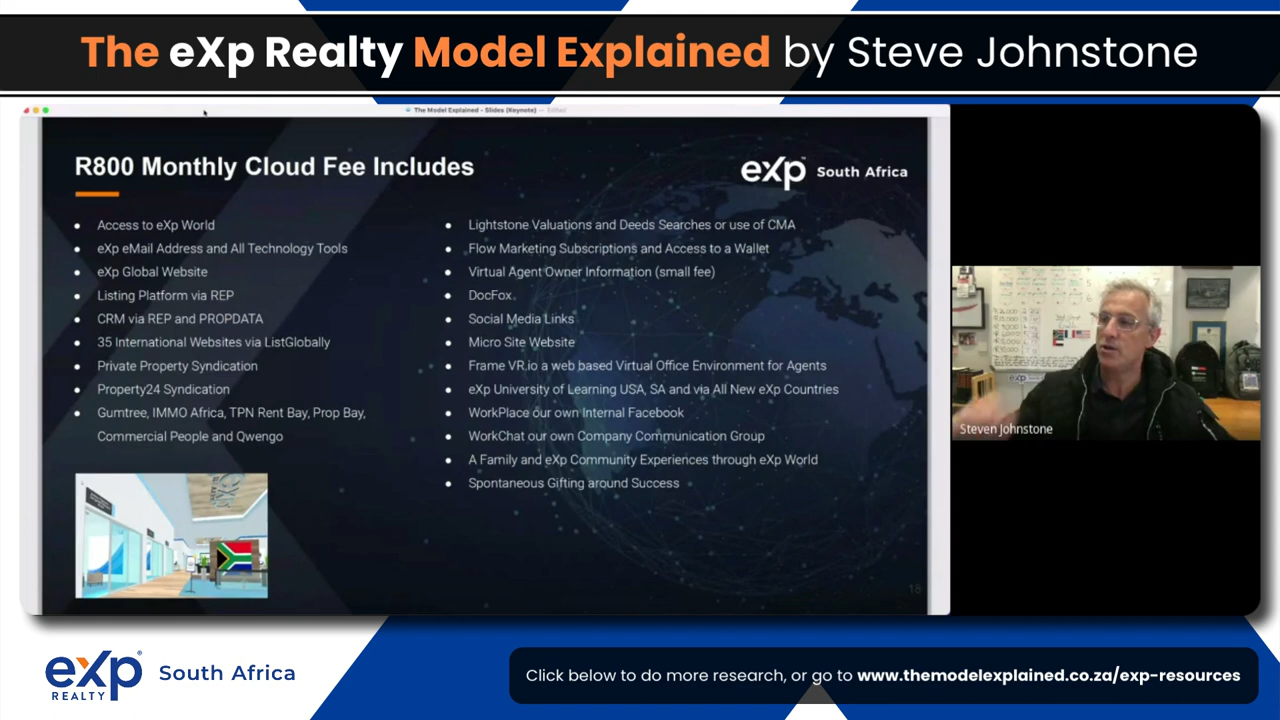 The eXp Realty Model Explained by Steve Johnstone
The Model Explained - Slides (Keynote) — Edited
R800 Monthly Cloud Fee Includes
eXp South Africa
Access to eXp World
eXp eMail Address and All Technology Tools
eXp Global Website
Listing Platform via REP
CRM via REP and PROPDATA
35 International Websites via ListGlobally
Private Property Syndication
Property24 Syndication
Gumtree, IMMO Africa, TPN Rent Bay, Prop Bay,
Commercial People and Qwengo
Lightstone Valuations and Deeds Searches or use of CMA
Flow Marketing Subscriptions and Access to a Wallet
Virtual Agent Owner Information (small fee)
DocFox
Social Media Links
Micro Site Website
Frame VR.io a web based Virtual Office Environment for Agents
eXp University of Learning USA, SA and via All New eXp Countries
WorkPlace our own Internal Facebook
WorkChat our own Company Communication Group
A Family and eXp Community Experiences through eXp World
Spontaneous Gifting around Success
18
Steven Johnstone
eXp REALTY South Africa
Click below to do more research, or go to www.themodelexplained.co.za/exp-resources